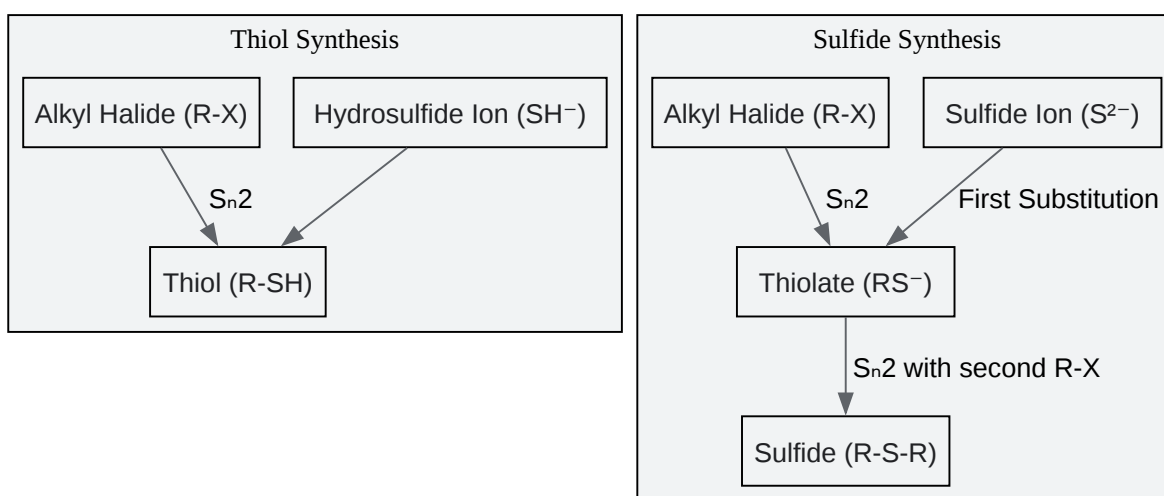 Thiol Synthesis
Alkyl Halide (R-X)
Hydrosulfide Ion (SH⁻)
Sₙ2
Thiol (R-SH)
Sulfide Synthesis
Alkyl Halide (R-X)
Sulfide Ion (S²⁻)
Sₙ2
First Substitution
Thiolate (RS⁻)
Sₙ2 with second R-X
Sulfide (R-S-R)